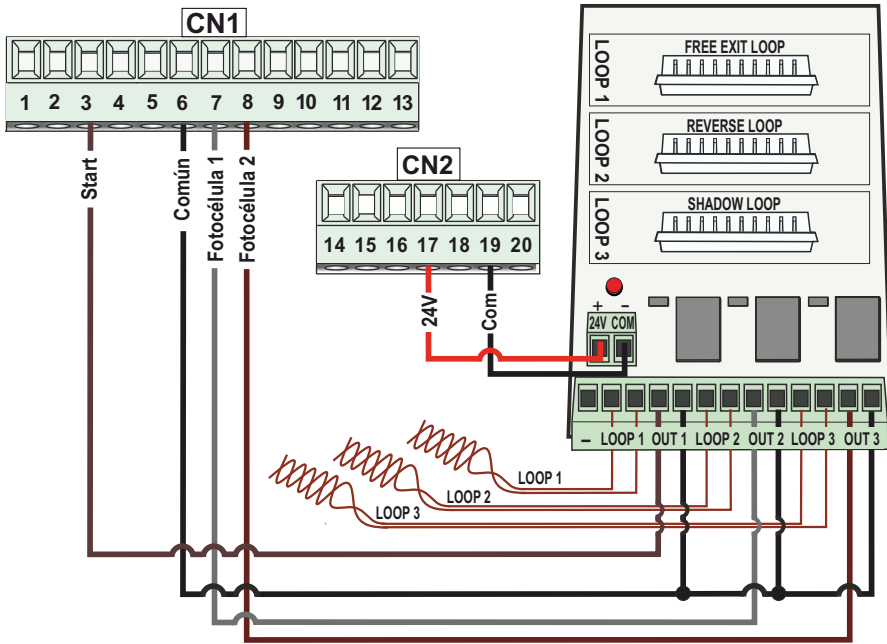 CN1
1 2 3 4 5 6 7 8 9 10 11 12 13
Start
Común
Fotocélula 1
Fotocélula 2
CN2
14 15 16 17 18 19 20
24V
Com
LOOP 1
FREE EXIT LOOP
LOOP 2
REVERSE LOOP
LOOP 3
SHADOW LOOP
+ −
24V COM
− LOOP 1 OUT 1 LOOP 2 OUT 2 LOOP 3 OUT 3
LOOP 1
LOOP 2
LOOP 3